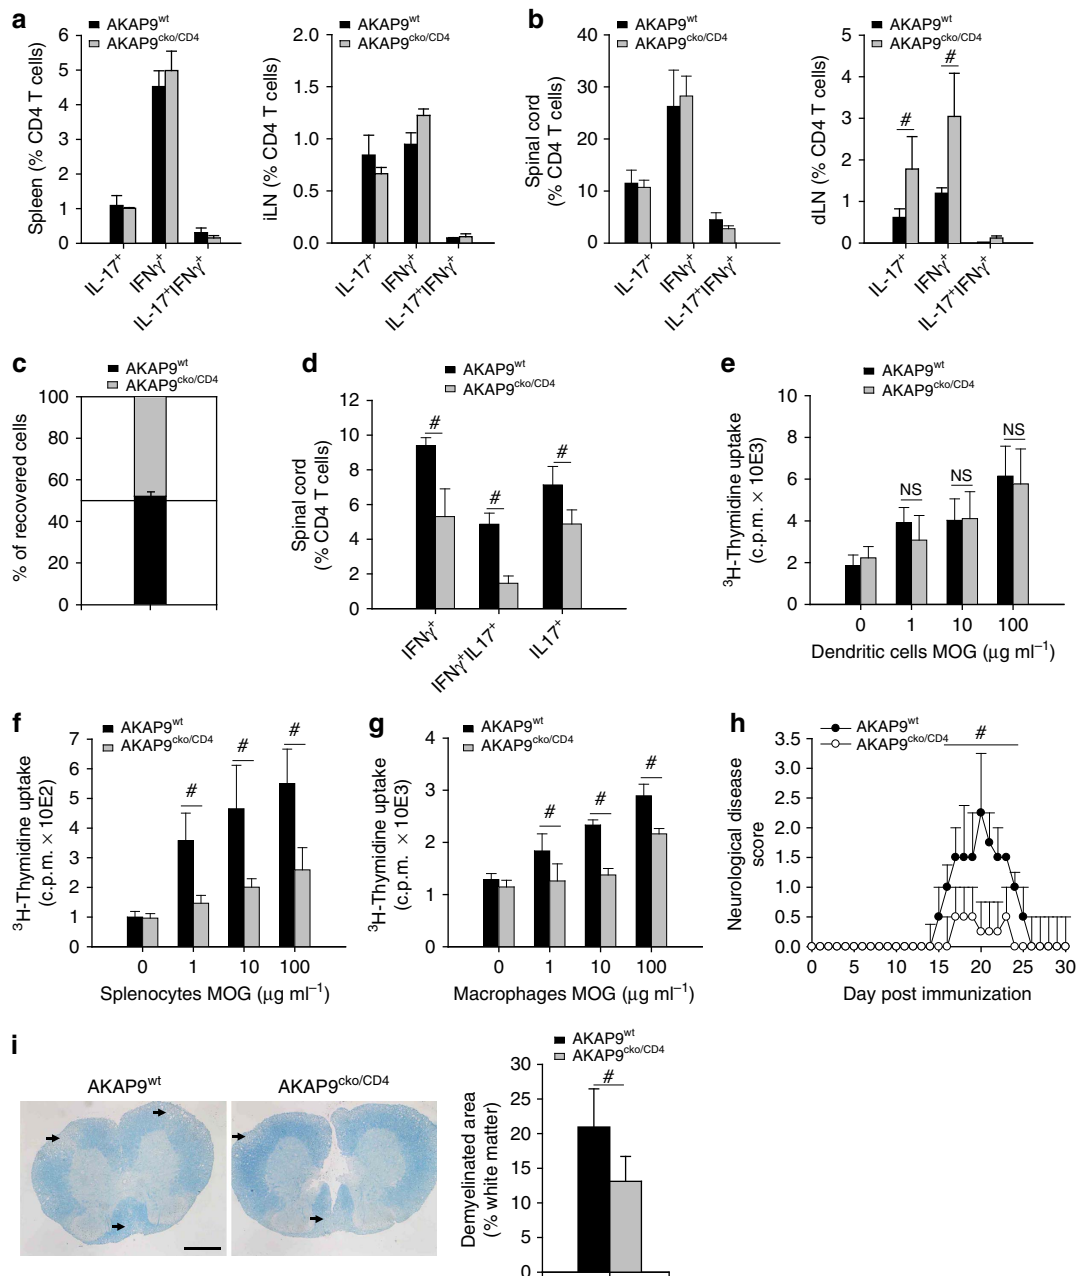 a
AKAP9wt
AKAP9cko/CD4
Spleen (% CD4 T cells)
6
5
4
3
2
1
0
IL-17+
IFNγ+
IL-17+IFNγ+
AKAP9wt
AKAP9cko/CD4
iLN (% CD4 T cells)
2.0
1.5
1.0
0.5
0.0
IL-17+
IFNγ+
IL-17+IFNγ+
b
AKAP9wt
AKAP9cko/CD4
Spinal cord
(% CD4 T cells)
40
30
20
10
0
IL-17+
IFNγ+
IL-17+IFNγ+
AKAP9wt
AKAP9cko/CD4
dLN (% CD4 T cells)
5
4
3
2
1
0
#
#
IL-17+
IFNγ+
IL-17+IFNγ+
c
AKAP9wt
AKAP9cko/CD4
% of recovered cells
100
80
60
40
20
0
d
AKAP9wt
AKAP9cko/CD4
Spinal cord
(% CD4 T cells)
12
10
8
6
4
2
0
#
#
#
IFNγ+
IFNγ+IL17+
IL17+
e
AKAP9wt
AKAP9cko/CD4
3H-Thymidine uptake
(c.p.m. × 10E3)
10
8
6
4
2
0
NS
NS
NS
0 1 10 100
Dendritic cells MOG (μg ml−1)
f
AKAP9wt
AKAP9cko/CD4
3H-Thymidine uptake
(c.p.m. × 10E2)
7
6
5
4
3
2
1
0
#
#
#
0 1 10 100
Splenocytes MOG (μg ml−1)
g
AKAP9wt
AKAP9cko/CD4
3H-Thymidine uptake
(c.p.m. × 10E3)
4
3
2
1
0
#
#
#
0 1 10 100
Macrophages MOG (μg ml−1)
h
AKAP9wt
AKAP9cko/CD4
Neurological disease
score
3.5
3.0
2.5
2.0
1.5
1.0
0.5
0.0
#
0 5 10 15 20 25 30
Day post immunization
i
AKAP9wt
AKAP9cko/CD4
AKAP9wt
AKAP9cko/CD4
Demyelinated area
(% white matter)
30
25
20
15
10
5
0
#